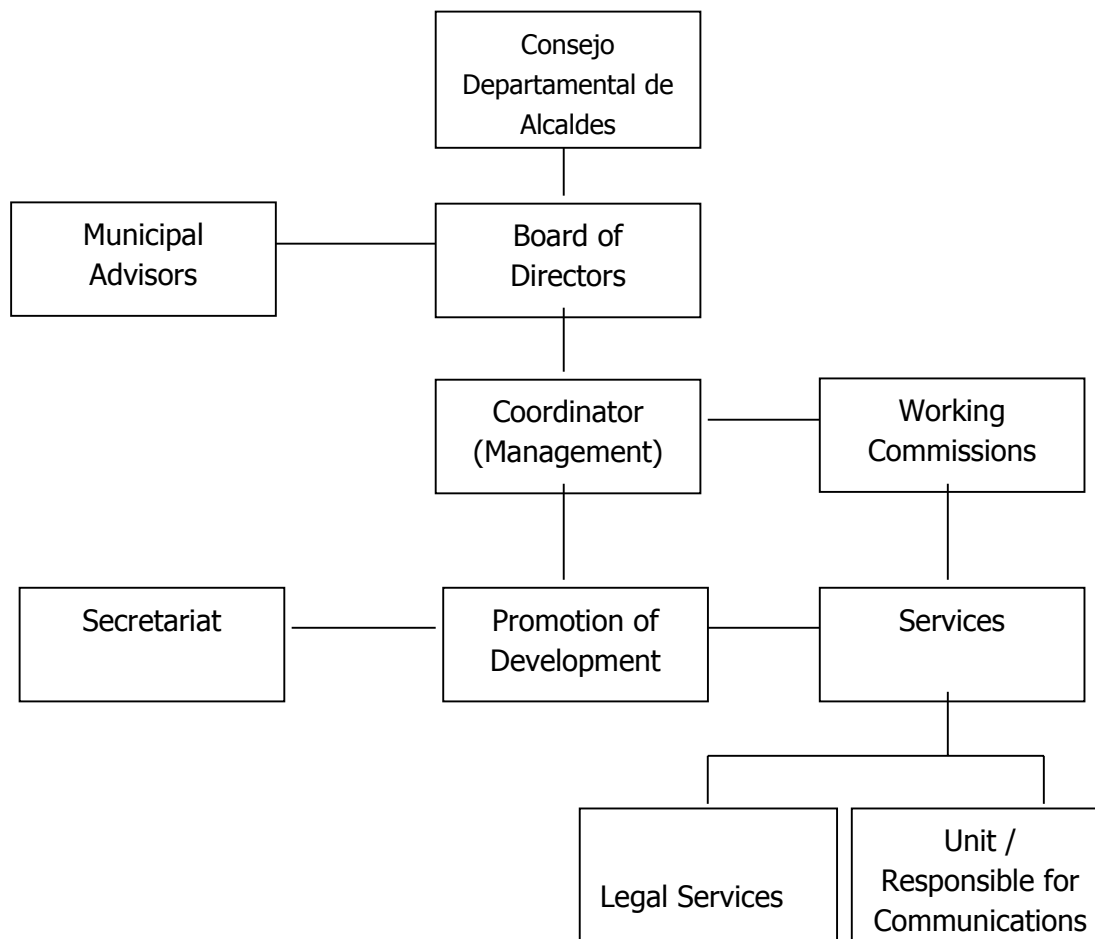 Consejo
Departamental de
Alcaldes
Municipal
Advisors
Board of
Directors
Coordinator
(Management)
Working
Commissions
Secretariat
Promotion of
Development
Services
Legal Services
Unit /
Responsible for
Communications